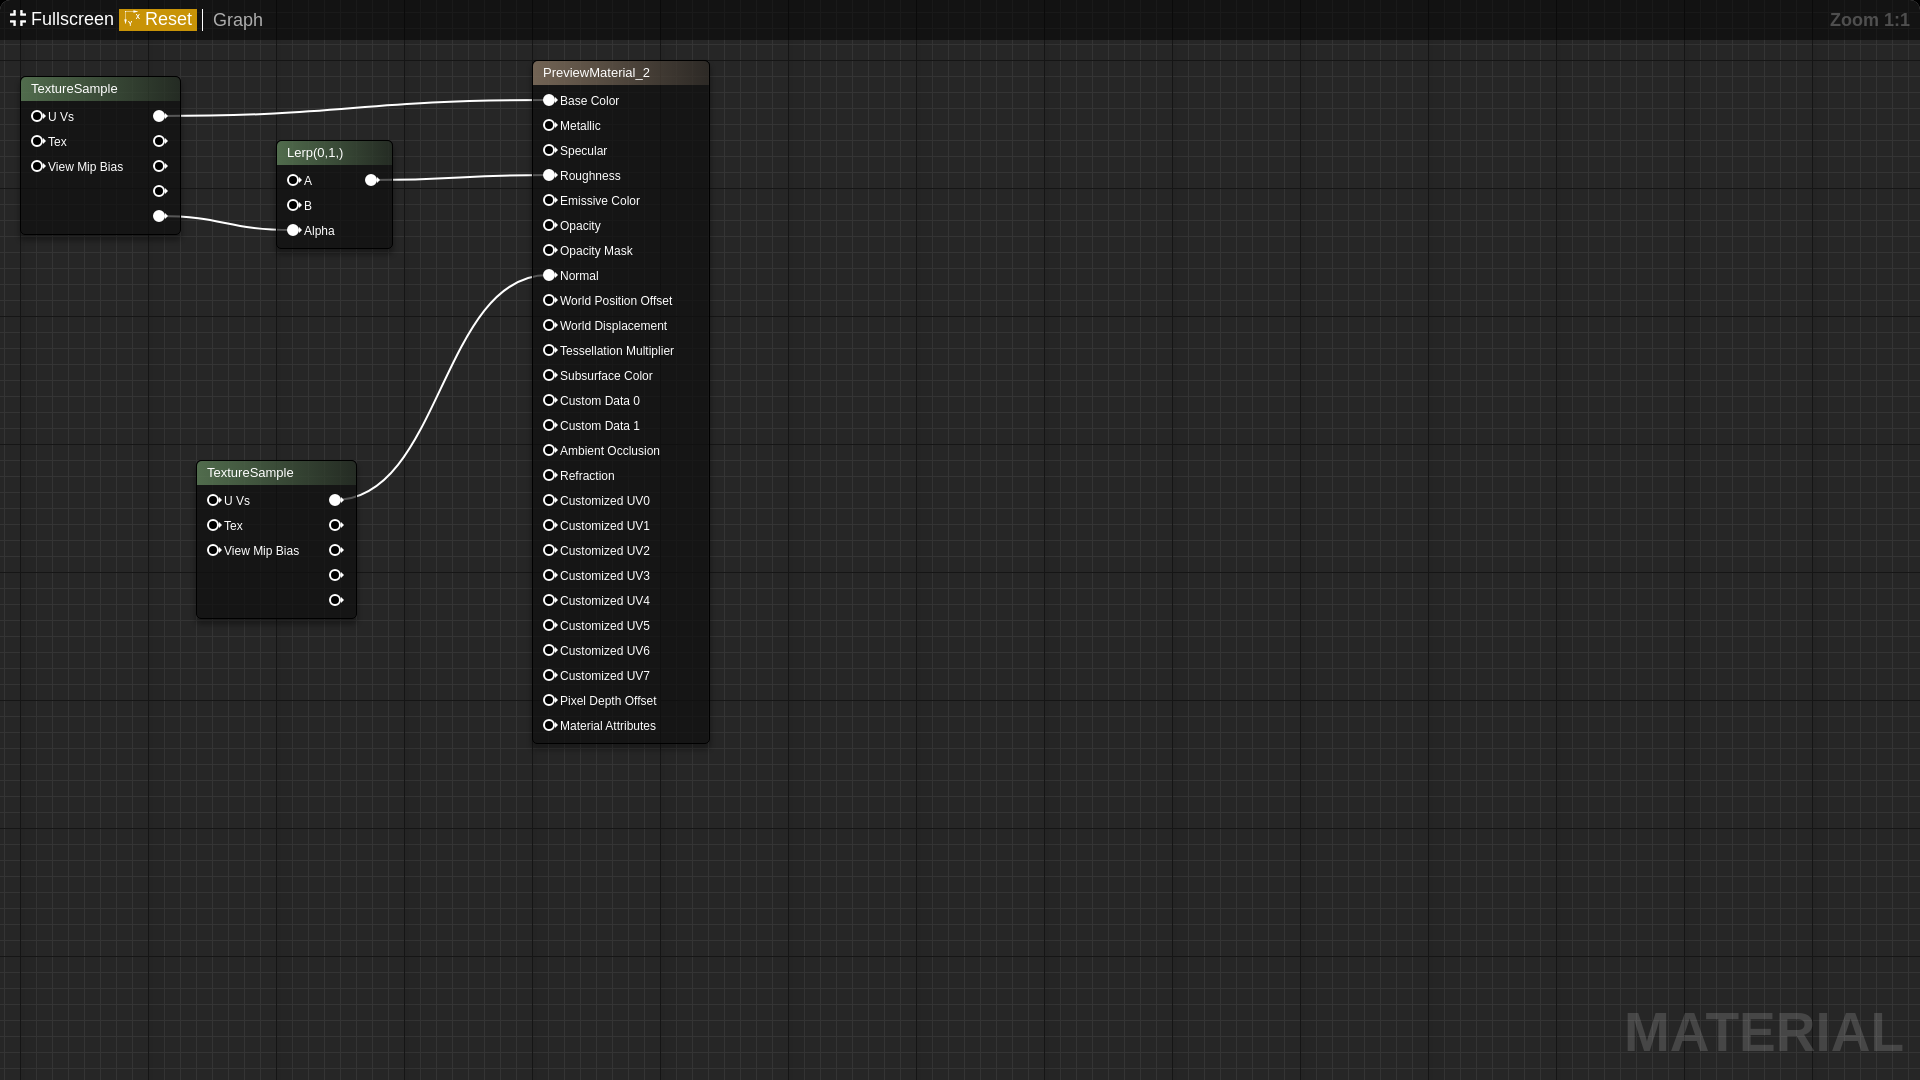 Fullscreen Reset Graph
Zoom 1:1
TextureSample
U Vs
Tex
View Mip Bias
Lerp(0,1,)
A
B
Alpha
TextureSample
U Vs
Tex
View Mip Bias
PreviewMaterial_2
Base Color
Metallic
Specular
Roughness
Emissive Color
Opacity
Opacity Mask
Normal
World Position Offset
World Displacement
Tessellation Multiplier
Subsurface Color
Custom Data 0
Custom Data 1
Ambient Occlusion
Refraction
Customized UV0
Customized UV1
Customized UV2
Customized UV3
Customized UV4
Customized UV5
Customized UV6
Customized UV7
Pixel Depth Offset
Material Attributes
MATERIAL